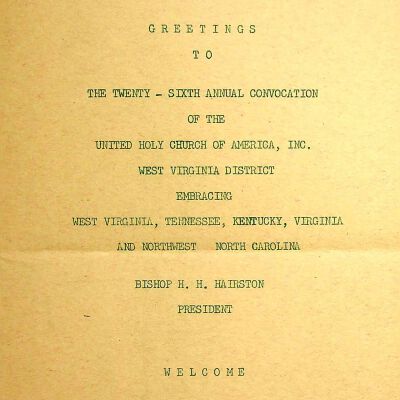 GREETINGS
TO
THE TWENTY - SIXTH ANNUAL CONVOCATION
OF THE
UNITED HOLY CHURCH OF AMERICA, INC.
WEST VIRGINIA DISTRICT
EMBRACING
WEST VIRGINIA, TENNESSEE, KENTUCKY, VIRGINIA
AND NORTHWEST NORTH CAROLINA
BISHOP H. H. HAIRSTON
PRESIDENT
WELCOME